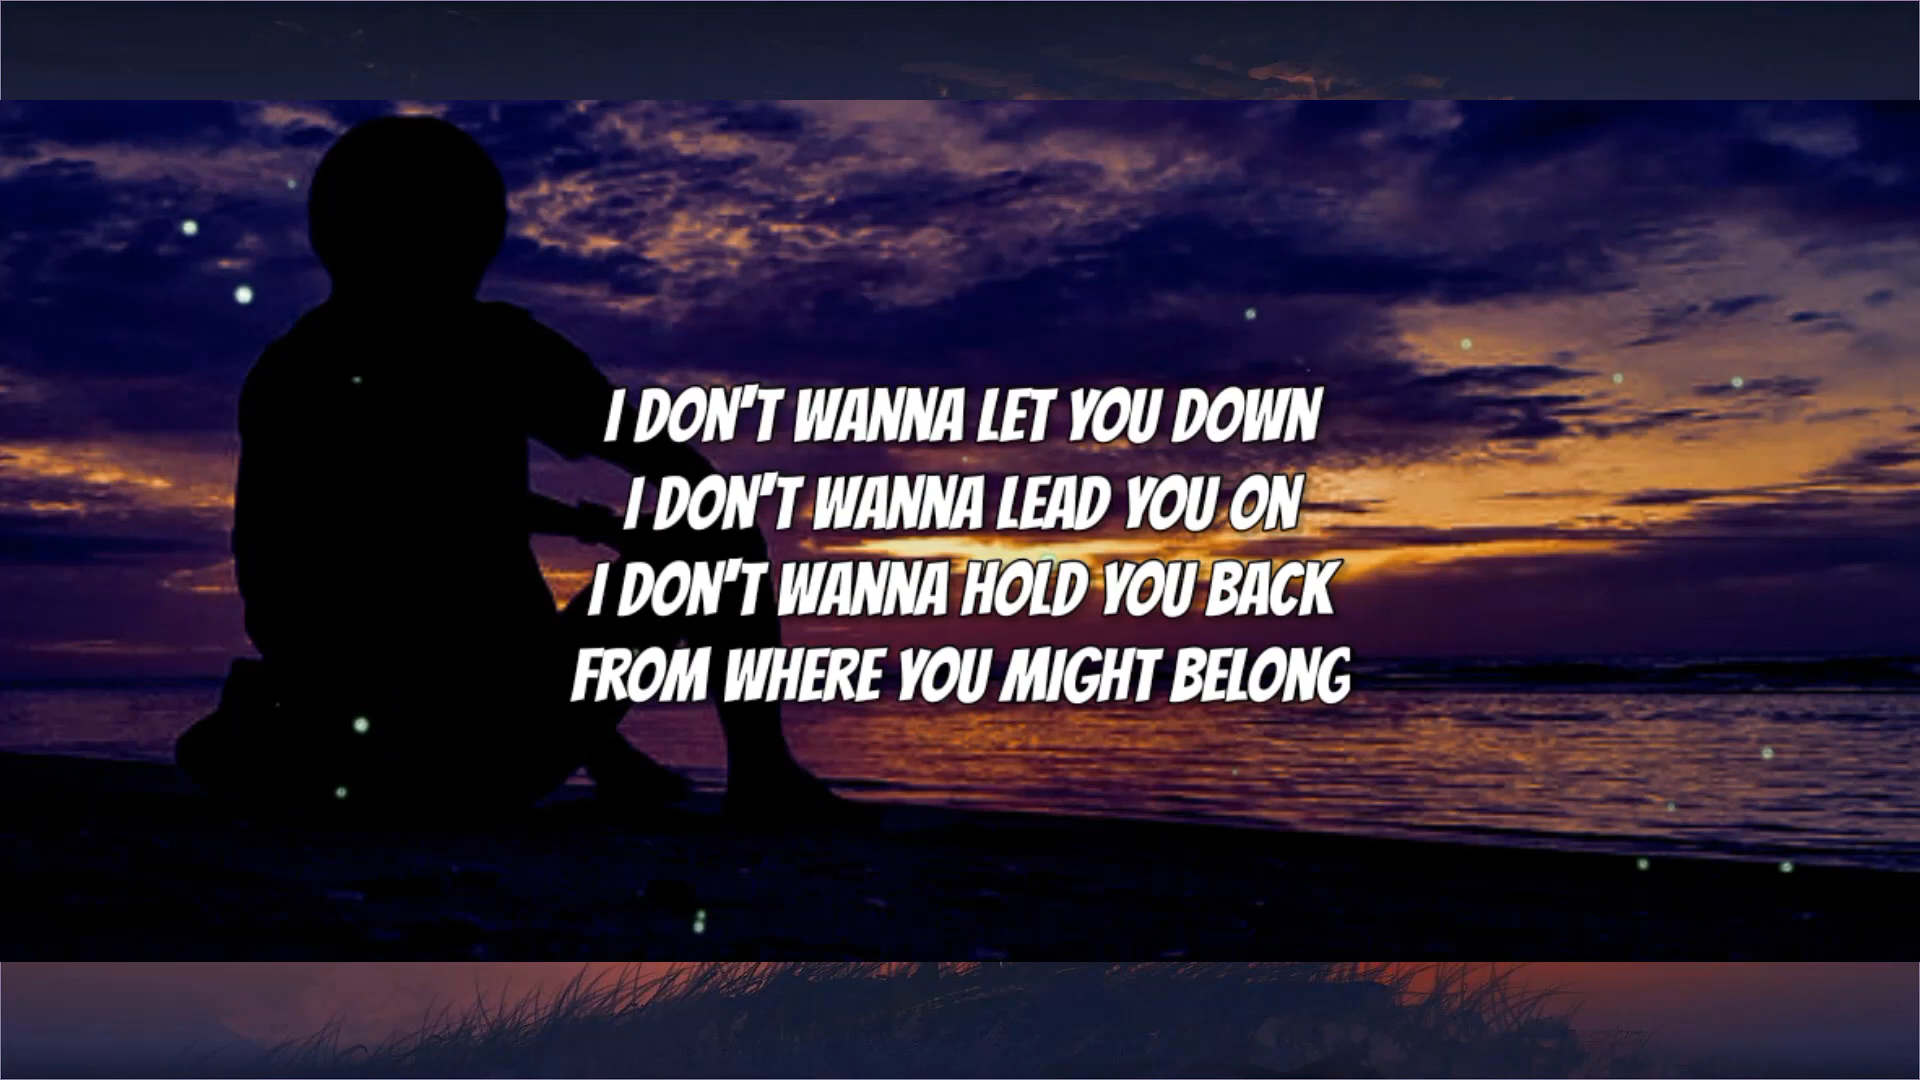 I DON'T WANNA LET YOU DOWN
I DON'T WANNA LEAD YOU ON
I DON'T WANNA HOLD YOU BACK
FROM WHERE YOU MIGHT BELONG